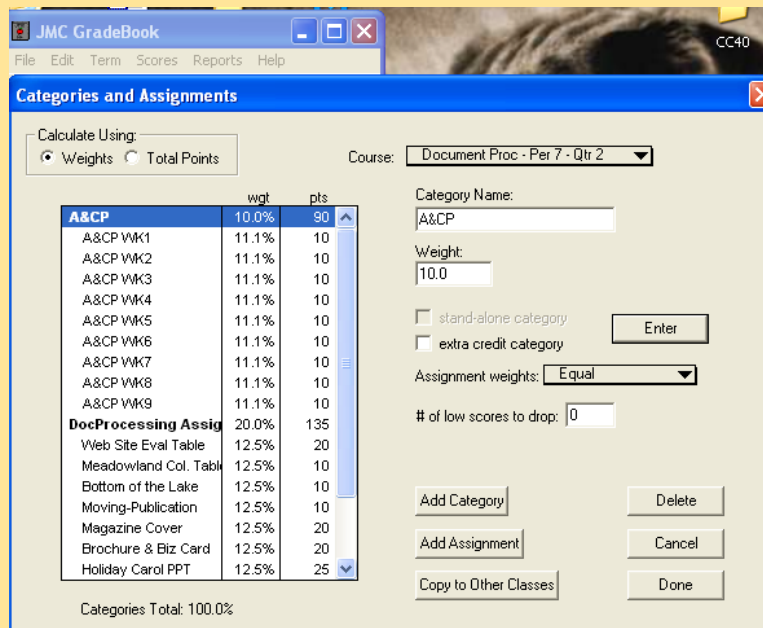 JMC GradeBook
CC40
File Edit Term Scores Reports Help
Categories and Assignments
Calculate Using:
Weights Total Points
Course: Document Proc - Per 7 - Qtr 2
wgt pts
A&CP 10.0% 90
A&CP WK1 11.1% 10
A&CP WK2 11.1% 10
A&CP WK3 11.1% 10
A&CP WK4 11.1% 10
A&CP WK5 11.1% 10
A&CP WK6 11.1% 10
A&CP WK7 11.1% 10
A&CP WK8 11.1% 10
A&CP WK9 11.1% 10
DocProcessing Assig 20.0% 135
Web Site Eval Table 12.5% 20
Meadowland Col. Tabl 12.5% 10
Bottom of the Lake 12.5% 10
Moving-Publication 12.5% 10
Magazine Cover 12.5% 20
Brochure & Biz Card 12.5% 20
Holiday Carol PPT 12.5% 25
Categories Total: 100.0%
Category Name:
A&CP
Weight:
10.0
stand-alone category
extra credit category
Enter
Assignment weights: Equal
# of low scores to drop: 0
Add Category Delete
Add Assignment Cancel
Copy to Other Classes Done